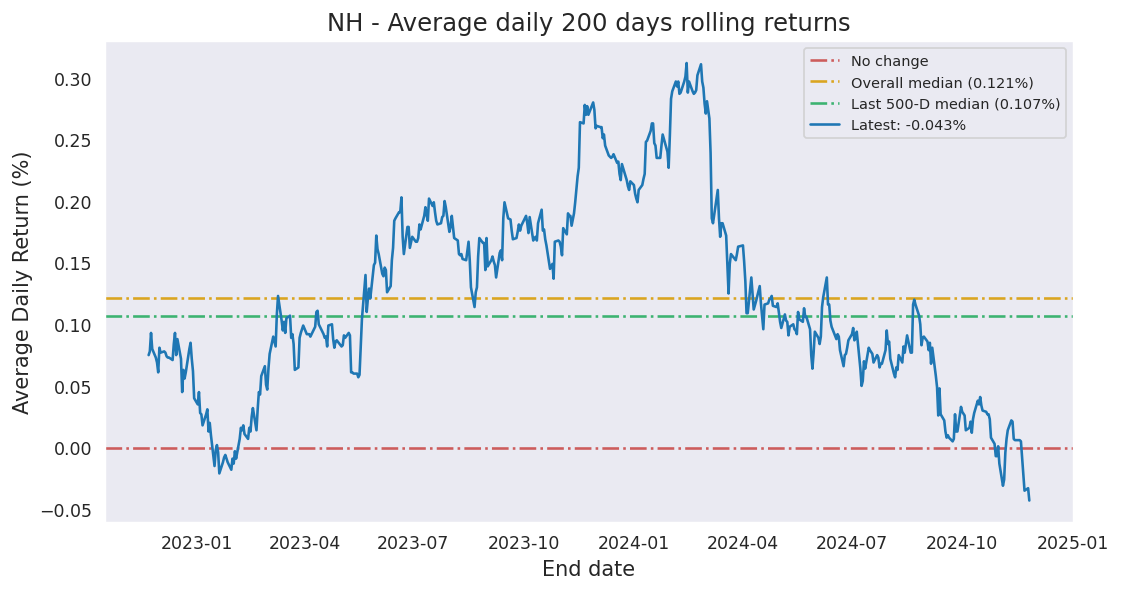 NH - Average daily 200 days rolling returns
No change
Overall median (0.121%)
Last 500-D median (0.107%)
Latest: -0.043%
Average Daily Return (%)
0.30
0.25
0.20
0.15
0.10
0.05
0.00
−0.05
2023-01 2023-04 2023-07 2023-10 2024-01 2024-04 2024-07 2024-10 2025-01
End date